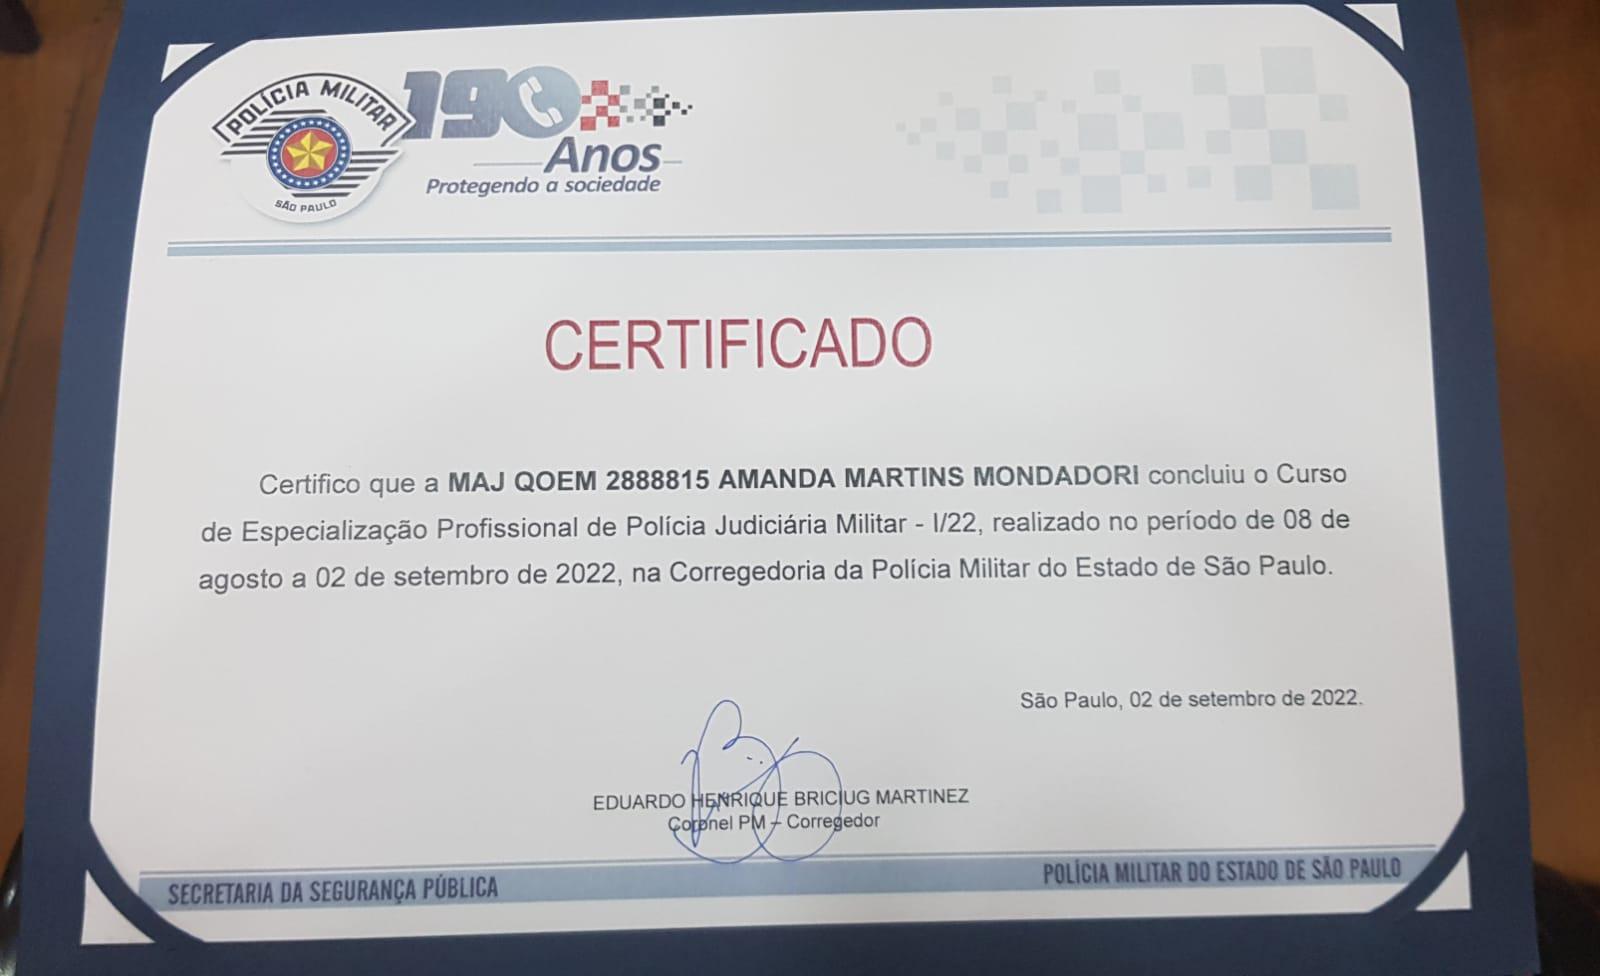 POLÍCIA MILITAR
SÃO PAULO
190
Anos
Protegendo a sociedade
CERTIFICADO
Certifico que a MAJ QOEM 2888815 AMANDA MARTINS MONDADORI concluiu o Curso
de Especialização Profissional de Polícia Judiciária Militar - I/22, realizado no período de 08 de
agosto a 02 de setembro de 2022, na Corregedoria da Polícia Militar do Estado de São Paulo.
São Paulo, 02 de setembro de 2022.
EDUARDO HENRIQUE BRICIUG MARTINEZ
Coronel PM – Corregedor
SECRETARIA DA SEGURANÇA PÚBLICA
POLÍCIA MILITAR DO ESTADO DE SÃO PAULO